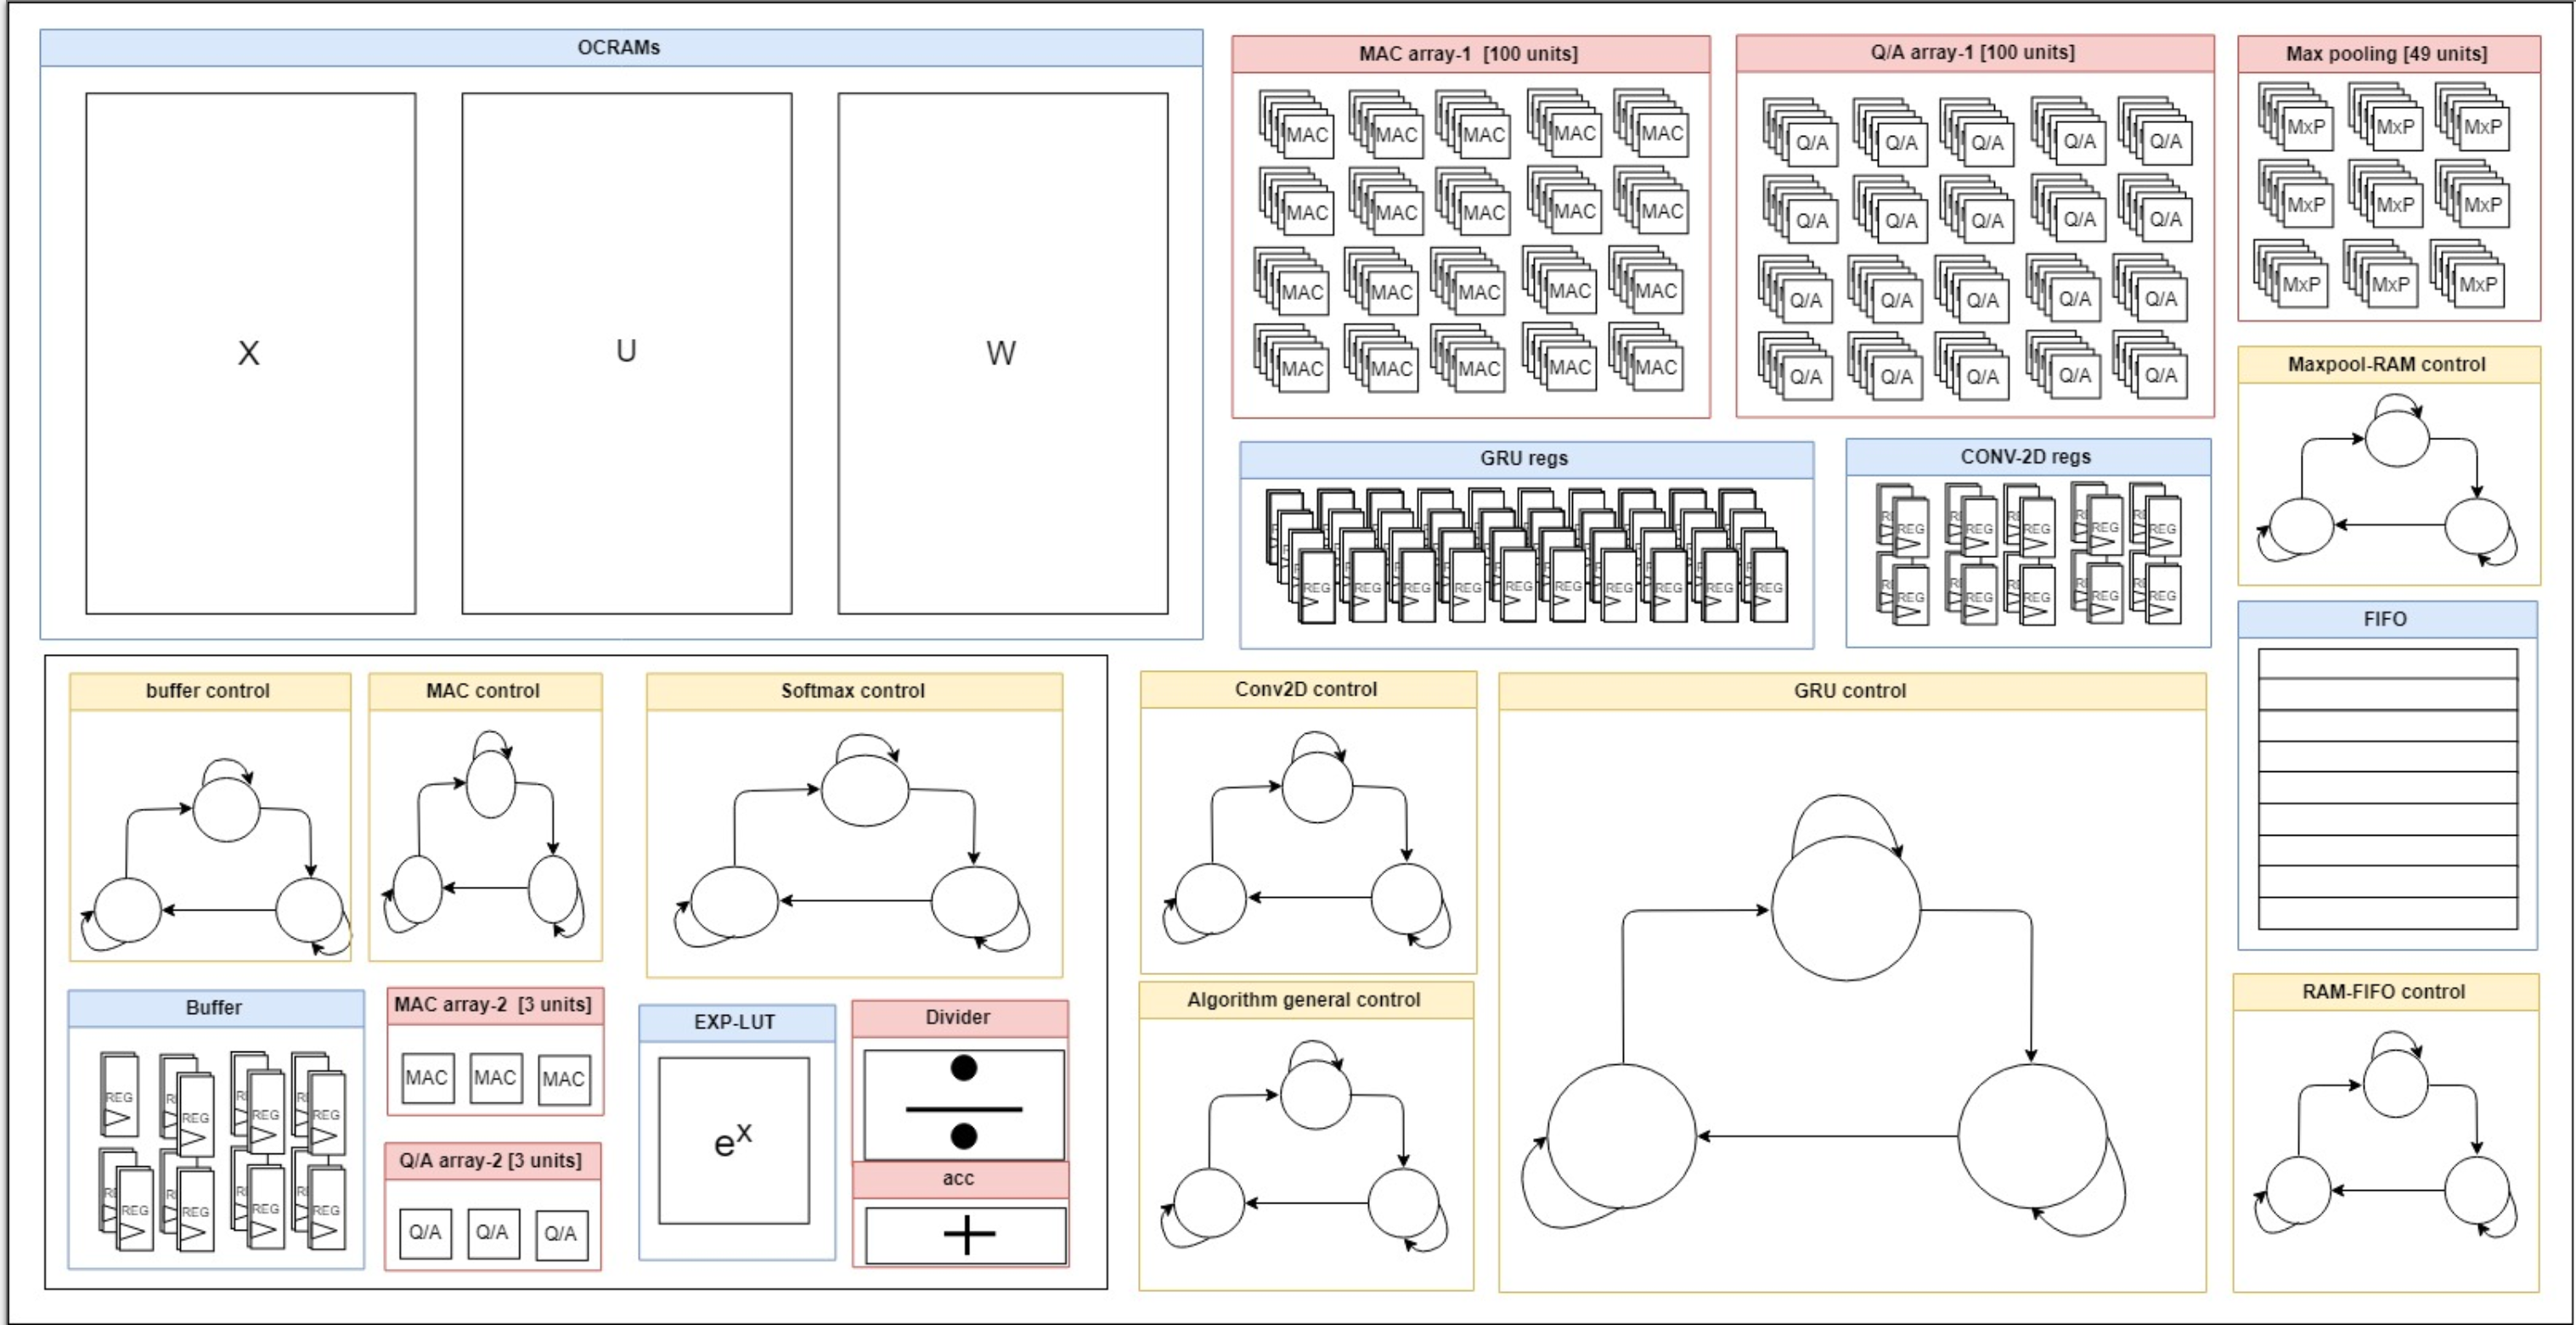 OCRAMs
X
U
W
MAC array-1 [100 units]
MAC MAC MAC MAC MAC
MAC MAC MAC MAC MAC
MAC MAC MAC MAC MAC
MAC MAC MAC MAC MAC
Q/A array-1 [100 units]
Q/A Q/A Q/A Q/A Q/A
Q/A Q/A Q/A Q/A Q/A
Q/A Q/A Q/A Q/A Q/A
Q/A Q/A Q/A Q/A Q/A
Max pooling [49 units]
MxP MxP MxP
MxP MxP MxP
MxP MxP MxP
Maxpool-RAM control
GRU regs
REG REG REG REG REG REG REG REG REG REG
CONV-2D regs
REG REG REG REG REG
REG REG REG REG REG
FIFO
buffer control
MAC control
Softmax control
Conv2D control
GRU control
Buffer
REG REG REG REG
REG REG REG REG
MAC array-2 [3 units]
MAC MAC MAC
Q/A array-2 [3 units]
Q/A Q/A Q/A
EXP-LUT
eˣ
Divider
acc
+
Algorithm general control
RAM-FIFO control